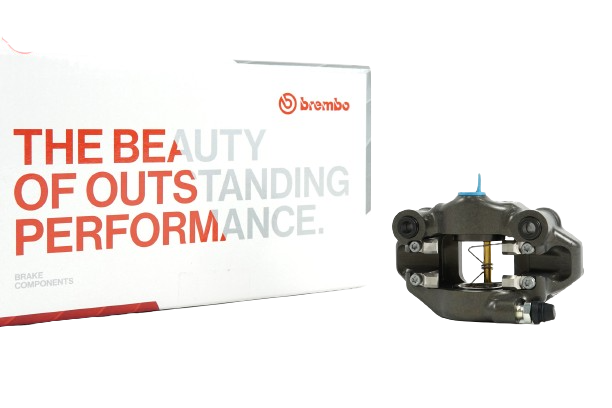 brembo
THE BEAUTY
OF OUTSTANDING
PERFORMANCE.
BRAKE
COMPONENTS